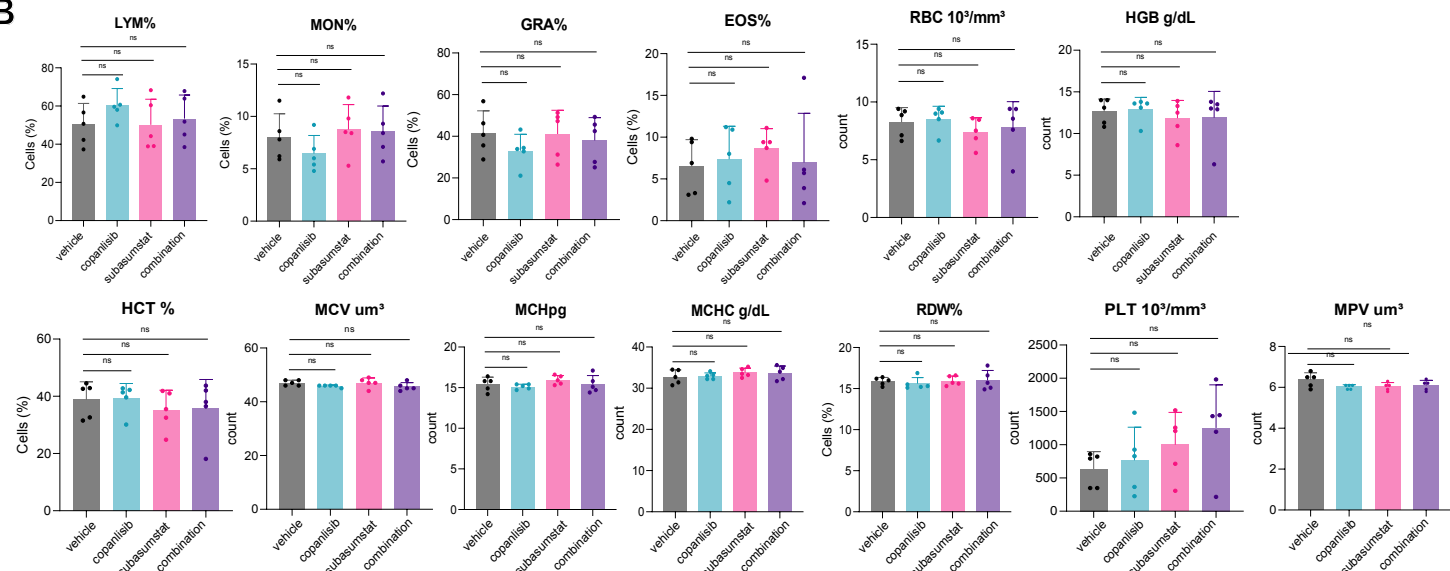 B
LYM%
ns
ns
ns
Cells (%)
80
60
40
20
0
vehicle
copanlisib
subasumstat
combination
MON%
ns
ns
ns
Cells (%)
15
10
5
0
vehicle
copanlisib
subasumstat
combination
GRA%
ns
ns
ns
Cells (%)
80
60
40
20
0
vehicle
copanlisib
subasumstat
combination
EOS%
ns
ns
ns
Cells (%)
20
15
10
5
0
vehicle
copanlisib
subasumstat
combination
RBC 10³/mm³
ns
ns
ns
count
15
10
5
0
vehicle
copanlisib
subasumstat
combination
HGB g/dL
ns
ns
ns
count
20
15
10
5
0
vehicle
copanlisib
subasumstat
combination
HCT %
ns
ns
ns
Cells (%)
60
40
20
0
vehicle
copanlisib
subasumstat
combination
MCV um³
ns
ns
ns
count
60
40
20
0
vehicle
copanlisib
subasumstat
combination
MCHpg
ns
ns
ns
count
20
15
10
5
0
vehicle
copanlisib
subasumstat
combination
MCHC g/dL
ns
ns
ns
count
40
30
20
10
0
vehicle
copanlisib
subasumstat
combination
RDW%
ns
ns
ns
Cells (%)
20
15
10
5
0
vehicle
copanlisib
subasumstat
combination
PLT 10³/mm³
ns
ns
ns
count
2500
2000
1500
1000
500
0
vehicle
copanlisib
subasumstat
combination
MPV um³
ns
ns
ns
count
8
6
4
2
0
vehicle
copanlisib
subasumstat
combination